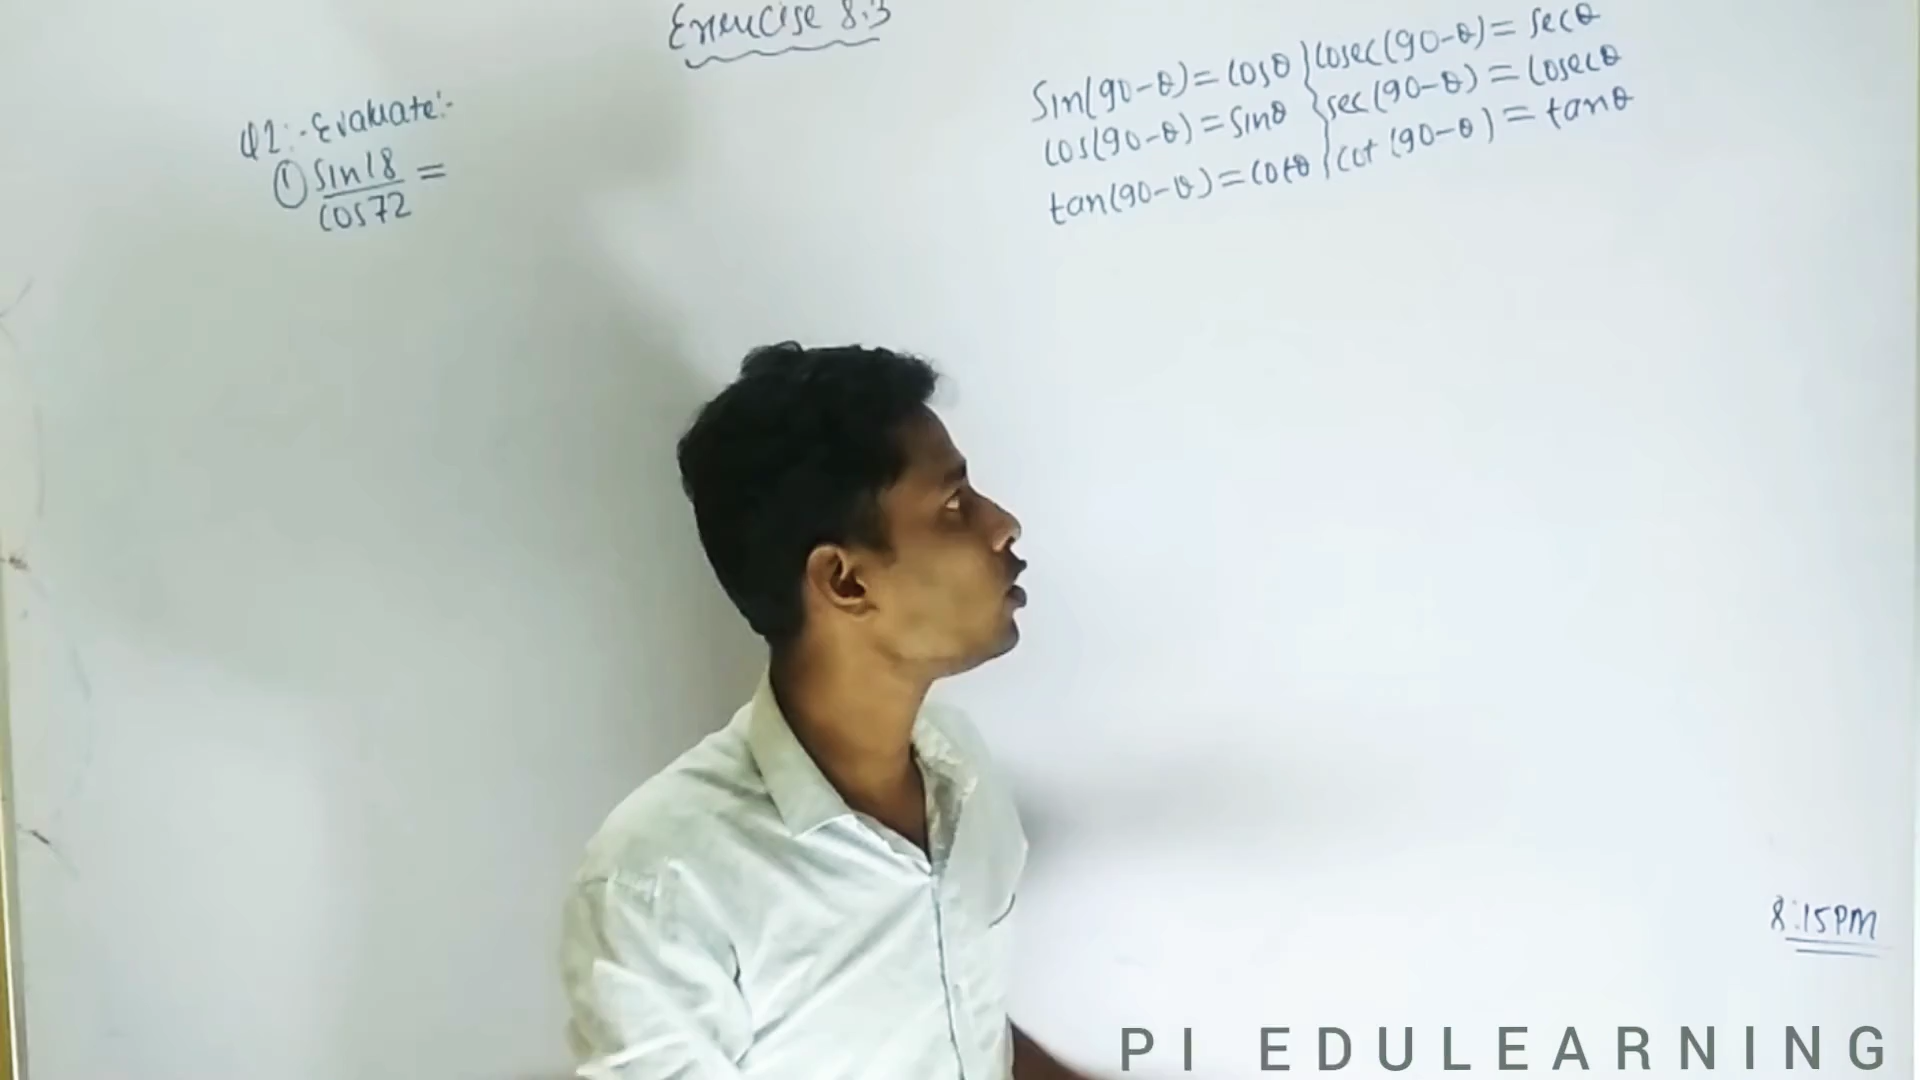 Exercise 8.3
Q1:- Evaluate:-
① sin18 =
cos72
Sin(90-θ)= cosθ } cosec(90-θ)= secθ
cos(90-θ)= sinθ } sec(90-θ) = cosecθ
tan(90-θ)=cotθ } cot (90-θ) = tanθ
8:15PM
PI EDULEARNING